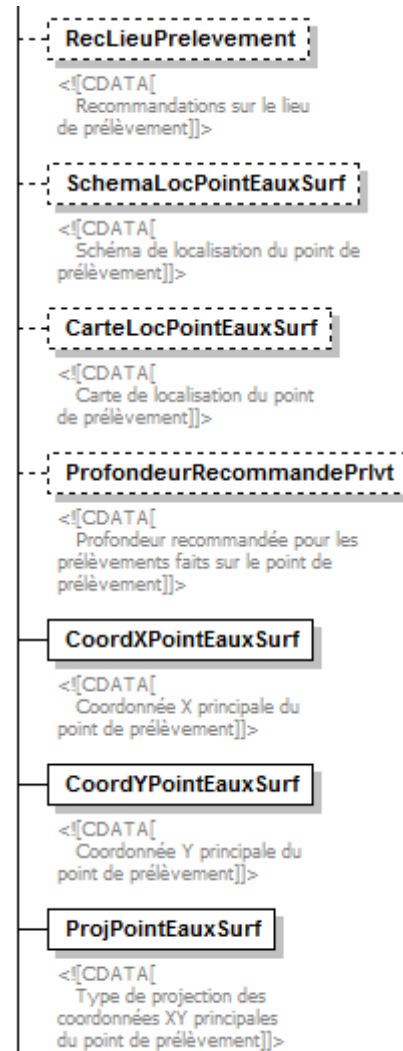 RecLieuPrelevement
<![CDATA[
Recommandations sur le lieu
de prélèvement]]>
SchemaLocPointEauxSurf
<![CDATA[
Schéma de localisation du point de
prélèvement]]>
CarteLocPointEauxSurf
<![CDATA[
Carte de localisation du point
de prélèvement]]>
ProfondeurRecommandePrlvt
<![CDATA[
Profondeur recommandée pour les
prélèvements faits sur le point de
prélèvement]]>
CoordXPointEauxSurf
<![CDATA[
Coordonnée X principale du
point de prélèvement]]>
CoordYPointEauxSurf
<![CDATA[
Coordonnée Y principale du
point de prélèvement]]>
ProjPointEauxSurf
<![CDATA[
Type de projection des
coordonnées XY principales
du point de prélèvement]]>